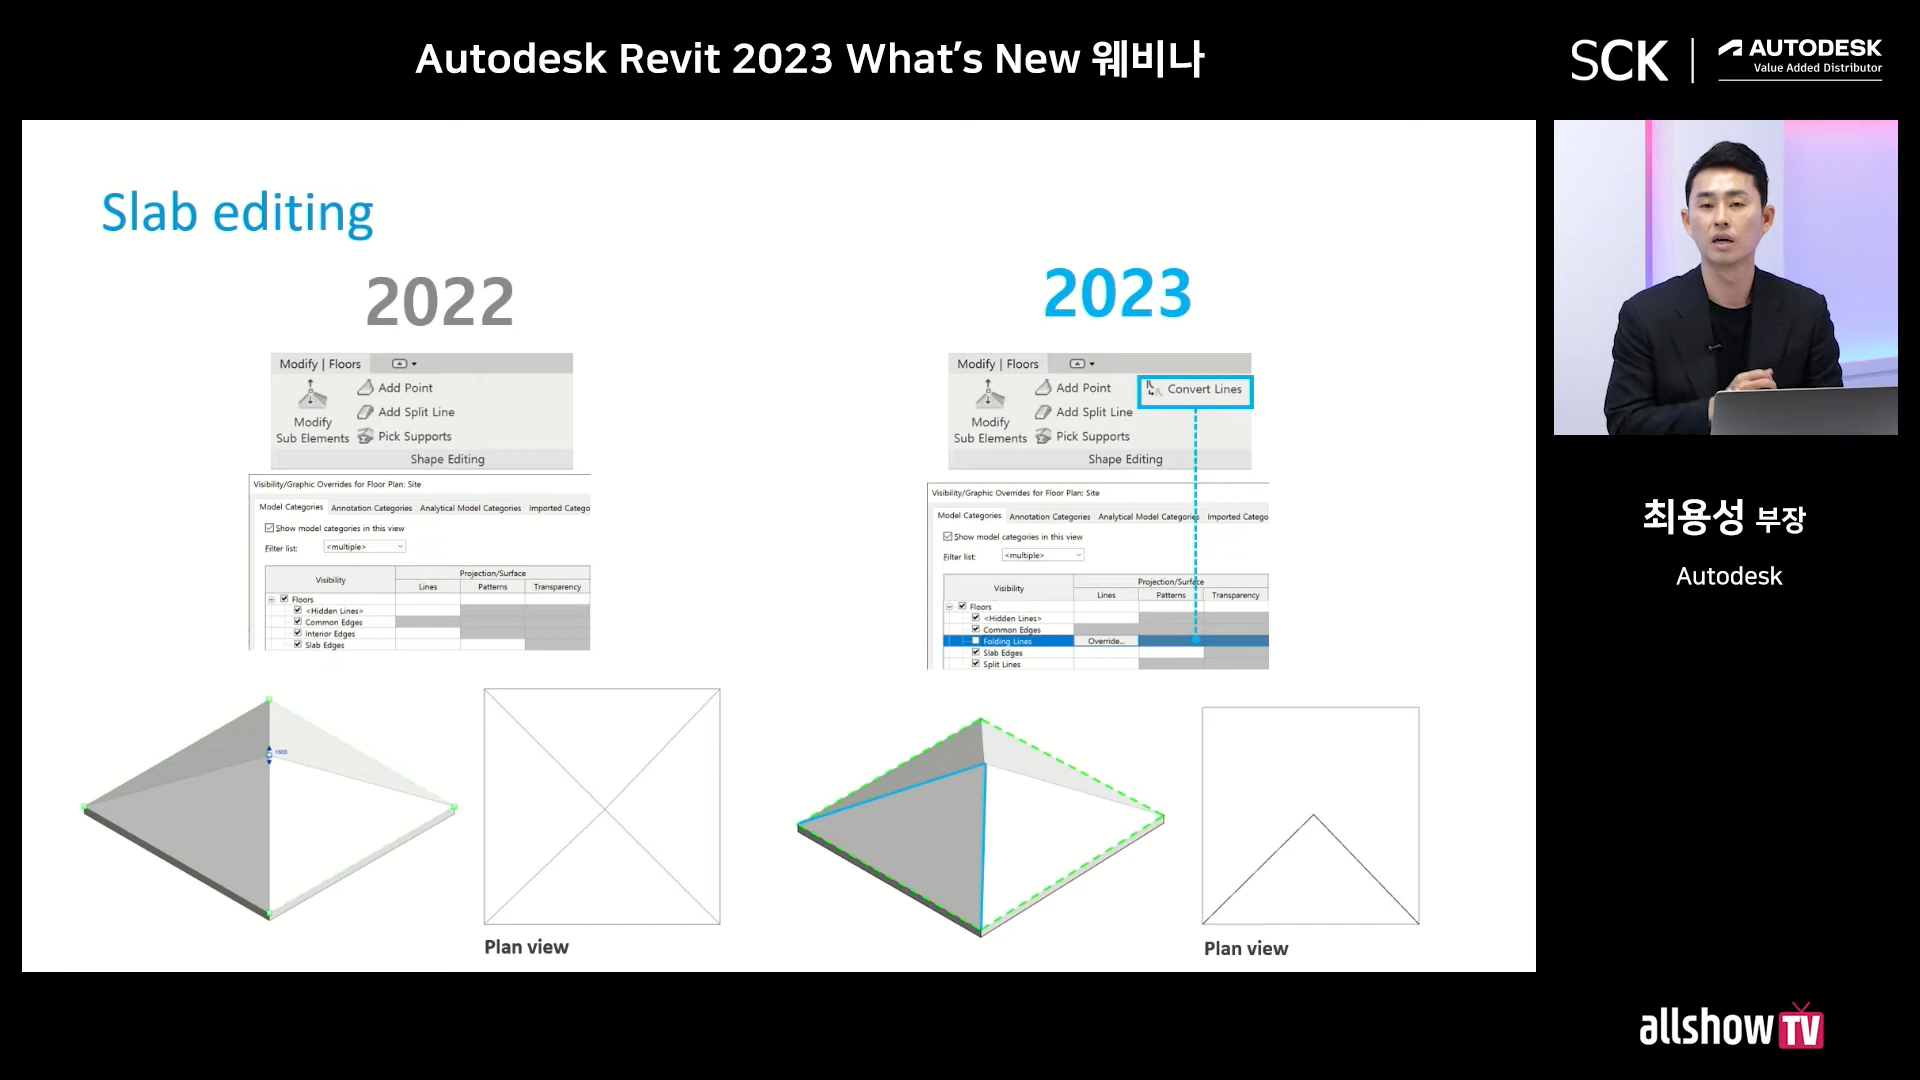 Autodesk Revit 2023 What's New 웨비나
SCK
AUTODESK
Value Added Distributor
Slab editing
2022
Modify | Floors
Modify
Sub Elements
Add Point
Add Split Line
Pick Supports
Shape Editing
Visibility/Graphic Overrides for Floor Plan: Site
Model Categories Annotation Categories Analytical Model Categories Imported Catego
Show model categories in this view
Filter list: <multiple>
Visibility
Projection/Surface
Lines Patterns Transparency
Floors
<Hidden Lines>
Common Edges
Interior Edges
Slab Edges
1500
Plan view
2023
Modify | Floors
Modify
Sub Elements
Add Point
Add Split Line
Pick Supports
Convert Lines
Shape Editing
Visibility/Graphic Overrides for Floor Plan: Site
Model Categories Annotation Categories Analytical Model Categories Imported Catego
Show model categories in this view
Filter list: <multiple>
Visibility
Projection/Surface
Lines Patterns Transparency
Floors
<Hidden Lines>
Common Edges
Folding Lines Override...
Slab Edges
Split Lines
Plan view
최용성 부장
Autodesk
allshow TV